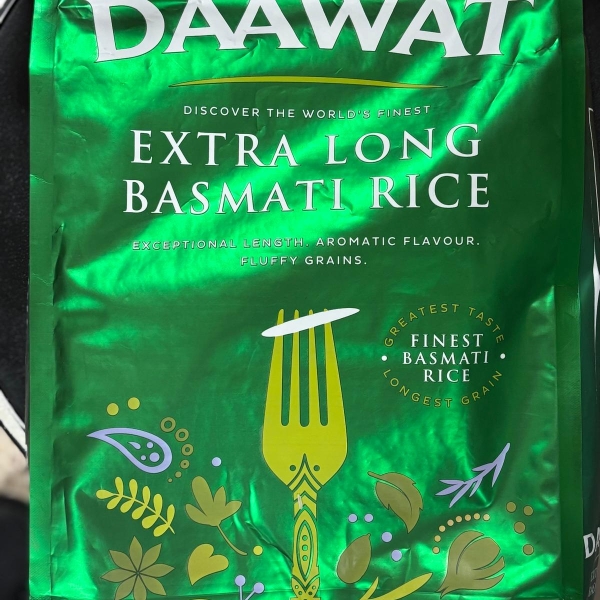 DAAWAT
DISCOVER THE WORLD'S FINEST
EXTRA LONG
BASMATI RICE
EXCEPTIONAL LENGTH. AROMATIC FLAVOUR.
FLUFFY GRAINS.
GREATEST TASTE
FINEST
• BASMATI •
RICE
LONGEST GRAIN